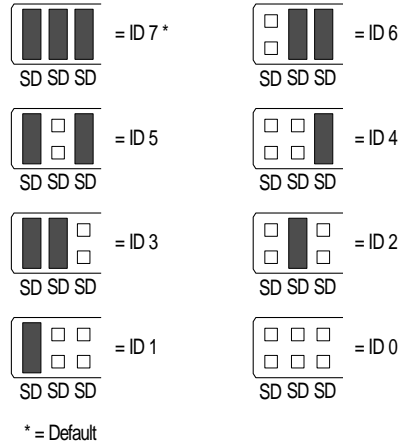 = ID 7 *
= ID 6
SD SD SD
SD SD SD
= ID 5
= ID 4
SD SD SD
SD SD SD
= ID 3
= ID 2
SD SD SD
SD SD SD
= ID 1
= ID 0
SD SD SD
SD SD SD
* = Default